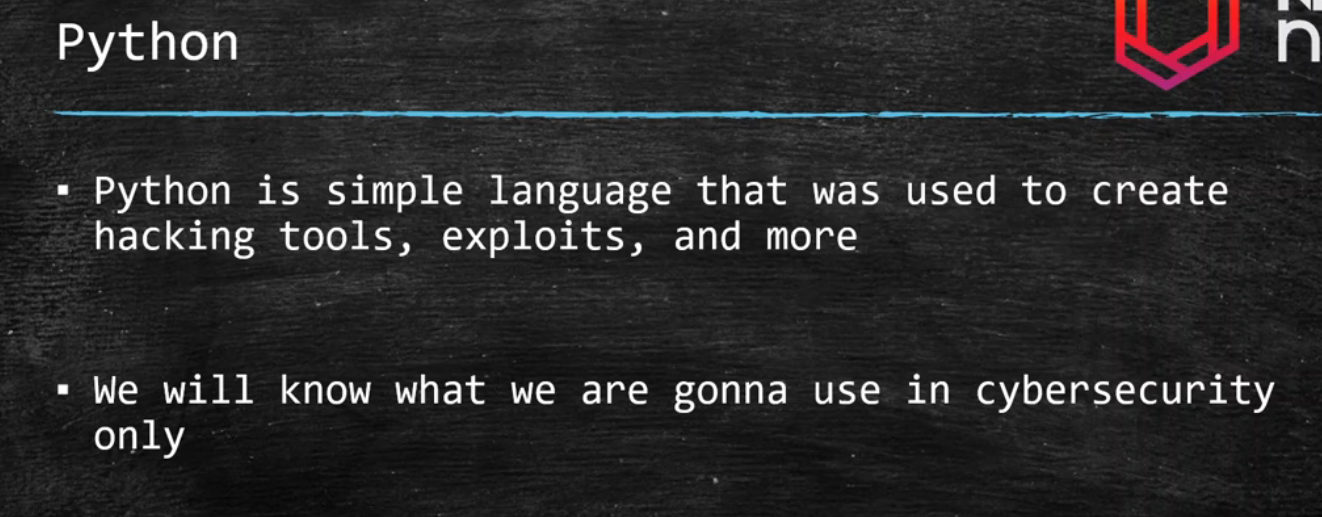 Python
▪ Python is simple language that was used to create
hacking tools, exploits, and more
▪ We will know what we are gonna use in cybersecurity
only